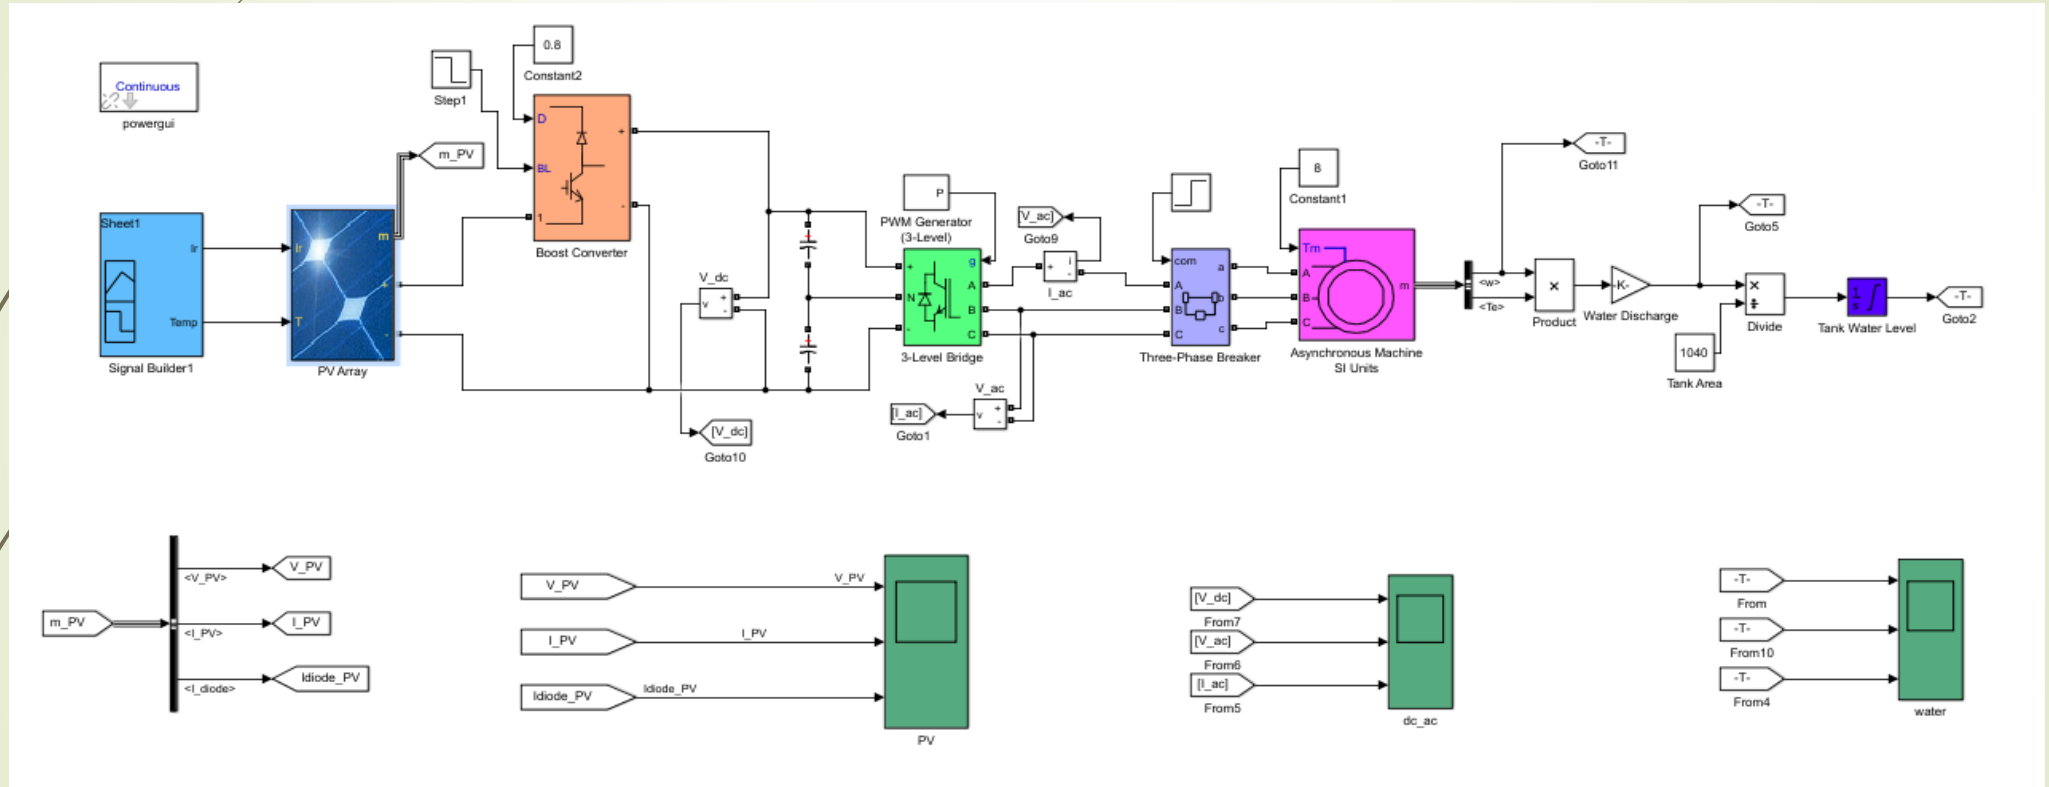 Continuous
powergui
Step1
0.8
Constant2
m_PV
D
BL
1
+
-
Boost Converter
Sheet1
Ir
Temp
Signal Builder1
Ir
T
m
+
-
PV Array
V_dc
v
+
-
[V_dc]
Goto10
P
PWM Generator
(3-Level)
g
+
N
-
A
B
C
3-Level Bridge
[V_ac]
Goto9
i
+
-
I_ac
V_ac
v
+
-
[I_ac]
Goto1
com
A
B
C
a
b
c
Three-Phase Breaker
8
Constant1
Tm
A
B
C
m
Asynchronous Machine
SI Units
<w>
<Te>
×
Product
-K-
Water Discharge
-T-
Goto11
-T-
Goto5
×
÷
Divide
1040
Tank Area
1
s
Tank Water Level
-T-
Goto2
m_PV
<V_PV>
V_PV
<I_PV>
I_PV
<I_diode>
Idiode_PV
V_PV
V_PV
I_PV
I_PV
Idiode_PV
Idiode_PV
PV
[V_dc]
From7
[V_ac]
From6
[I_ac]
From5
dc_ac
-T-
From
-T-
From10
-T-
From4
water